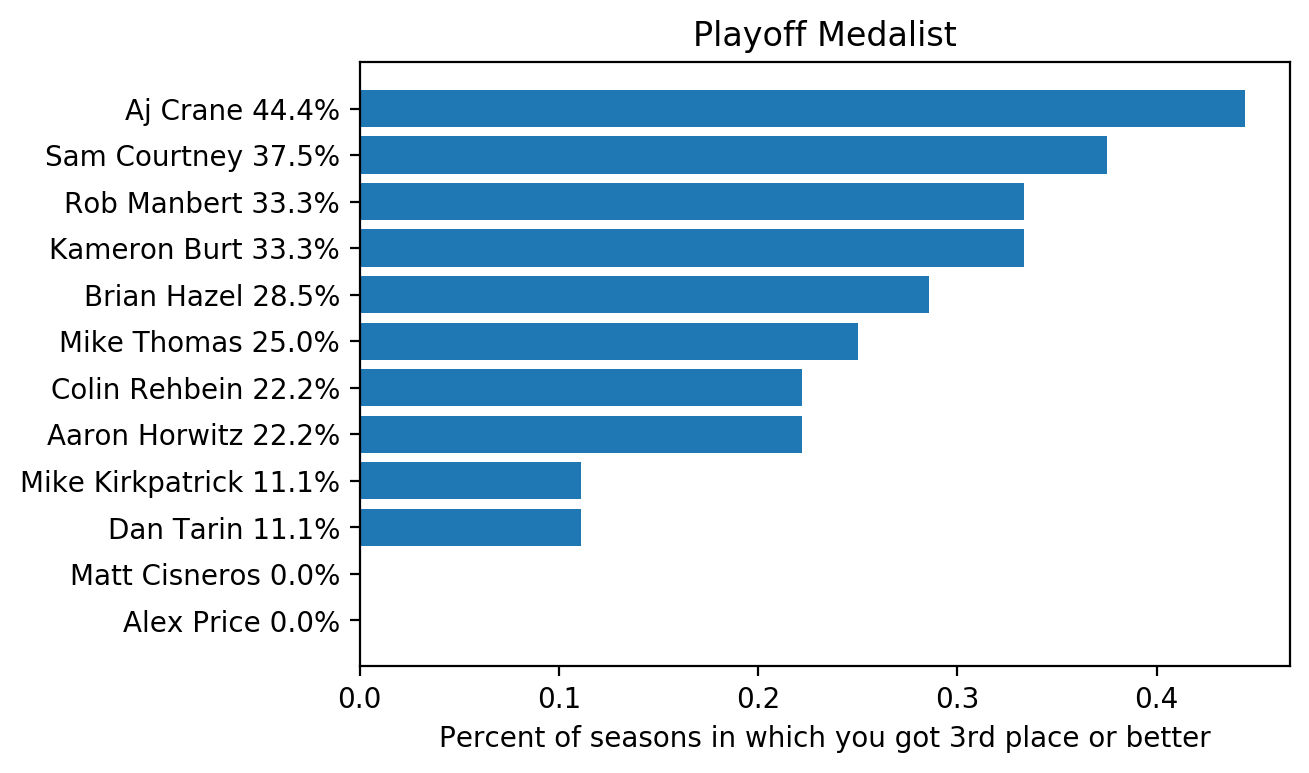 Playoff Medalist
Aj Crane 44.4%
Sam Courtney 37.5%
Rob Manbert 33.3%
Kameron Burt 33.3%
Brian Hazel 28.5%
Mike Thomas 25.0%
Colin Rehbein 22.2%
Aaron Horwitz 22.2%
Mike Kirkpatrick 11.1%
Dan Tarin 11.1%
Matt Cisneros 0.0%
Alex Price 0.0%
0.0 0.1 0.2 0.3 0.4
Percent of seasons in which you got 3rd place or better